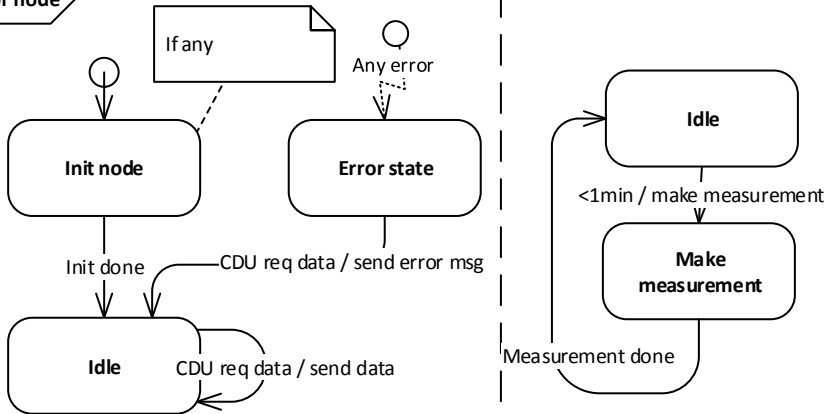 node
If any
Any error
Init node
Error state
Init done
CDU req data / send error msg
Idle
CDU req data / send data
Idle
<1min / make measurement
Make
measurement
Measurement done